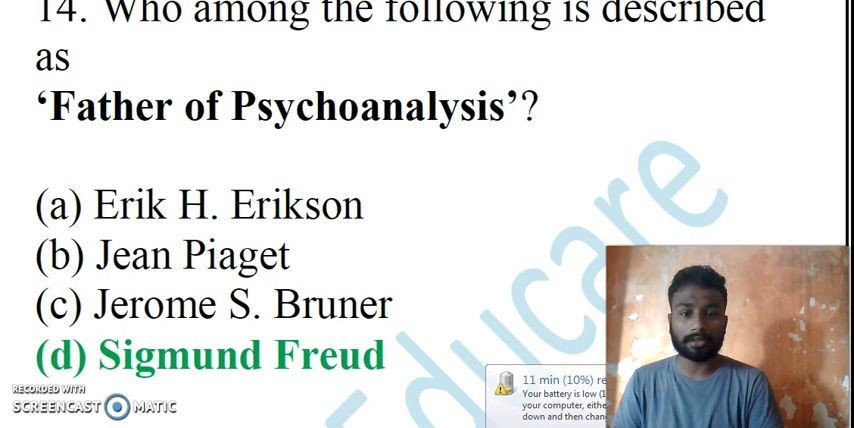 14. Who among the following is described
as
‘Father of Psychoanalysis’?
(a) Erik H. Erikson
(b) Jean Piaget
(c) Jerome S. Bruner
(d) Sigmund Freud
Educare
RECORDED WITH
SCREENCAST MATIC
11 min (10%) re
Your battery is low (1
your computer, eithe
down and then chan